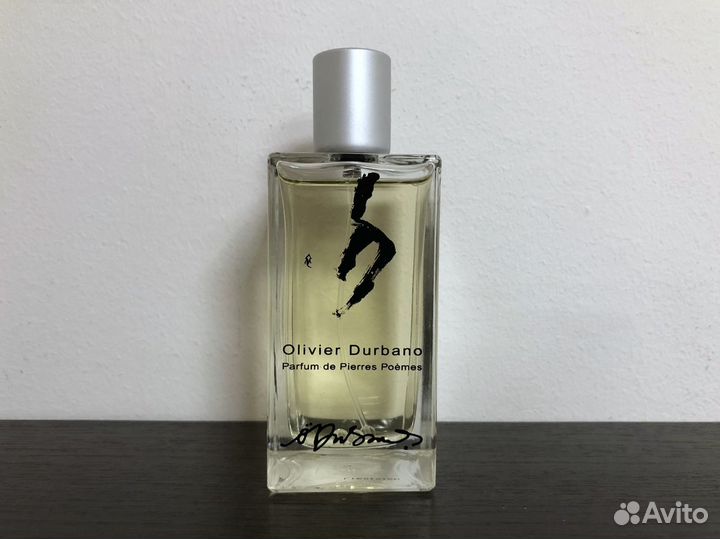 Olivier Durbano
Parfum de Pierres Poèmes
Avito